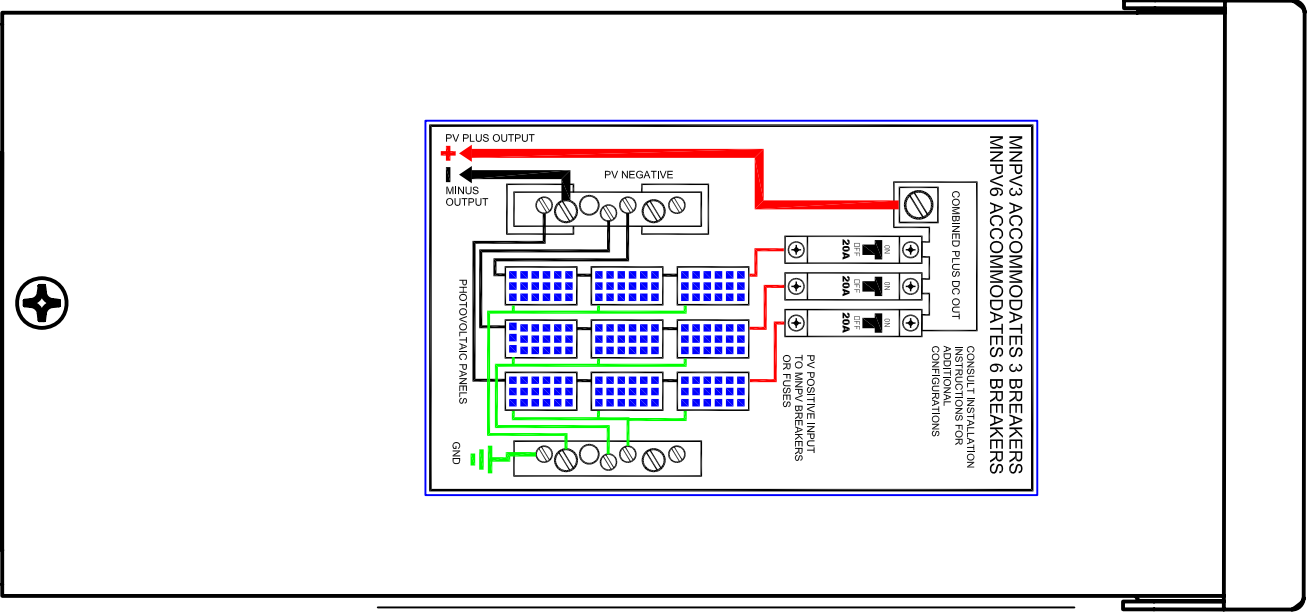 PV PLUS OUTPUT
+
-
MINUS
OUTPUT
PV NEGATIVE
MNPV3 ACCOMMODATES 3 BREAKERS
MNPV6 ACCOMMODATES 6 BREAKERS
COMBINED PLUS DC OUT
20A
OFF
ON
20A
OFF
ON
20A
OFF
ON
PHOTOVOLTAIC PANELS
PV POSITIVE INPUT
TO MNPV BREAKERS
OR FUSES
CONSULT INSTALLATION
INSTRUCTIONS FOR
ADDITIONAL
CONFIGURATIONS
GND